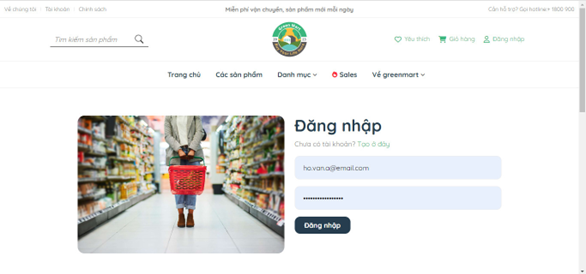 Về chúng tôi
Tài khoản
Chính sách
Miễn phí vận chuyển, sản phẩm mới mỗi ngày
Cần hỗ trợ? Gọi hotline+ 1800 900
Tìm kiếm sản phẩm
Yêu thích
Giỏ hàng
Đăng nhập
Trang chủ
Các sản phẩm
Danh mục
Sales
Về greenmart
Đăng nhập
Chưa có tài khoản? Tạo ở đây
ho.van.a@email.com
••••••••••••••••••
Đăng nhập